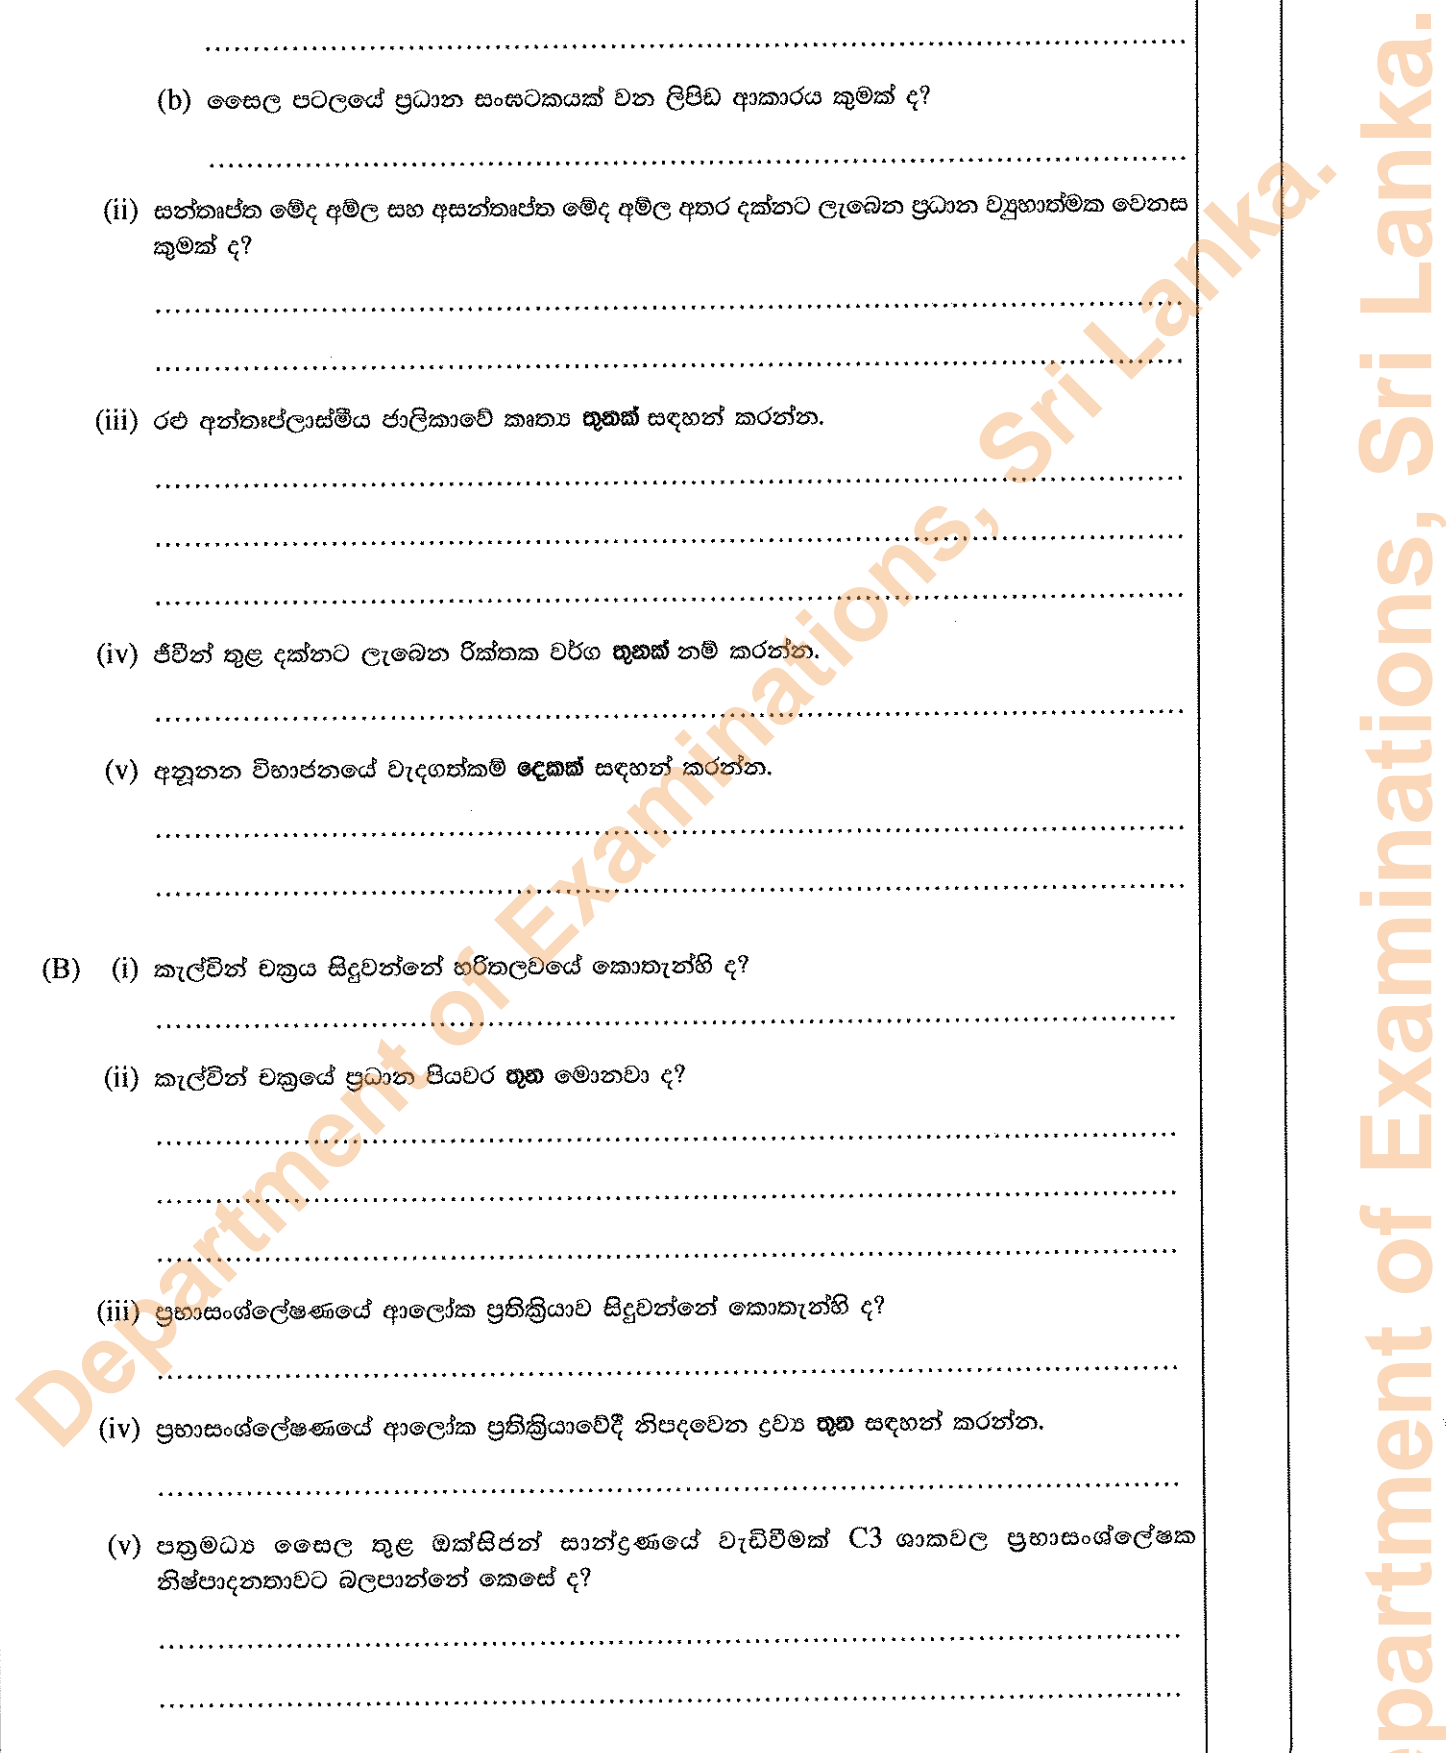 (b) සෛල පටලයේ ප්‍රධාන සංඝටකයක් වන ලිපිඩ ආකාරය කුමක් ද?
(ii) සන්තෘප්ත මේද අම්ල සහ අසන්තෘප්ත මේද අම්ල අතර දක්නට ලැබෙන ප්‍රධාන ව්‍යුහාත්මක වෙනස
කුමක් ද?
(iii) රළු අන්තඃප්ලාස්මීය ජාලිකාවේ කෘත්‍ය තුනක් සඳහන් කරන්න.
(iv) ජීවීන් තුළ දක්නට ලැබෙන රික්තක වර්ග තුනක් නම් කරන්න.
(v) අනූනන විභාජනයේ වැදගත්කම් දෙකක් සඳහන් කරන්න.
(B) (i) කැල්වින් චක්‍රය සිදුවන්නේ හරිතලවයේ කොතැන්හි ද?
(ii) කැල්වින් චක්‍රයේ ප්‍රධාන පියවර තුන මොනවා ද?
(iii) ප්‍රභාසංශ්ලේෂණයේ ආලෝක ප්‍රතික්‍රියාව සිදුවන්නේ කොතැන්හි ද?
(iv) ප්‍රභාසංශ්ලේෂණයේ ආලෝක ප්‍රතික්‍රියාවේදී නිපදවෙන ද්‍රව්‍ය තුන සඳහන් කරන්න.
(v) පත්‍රමධ්‍ය සෛල තුළ ඔක්සිජන් සාන්ද්‍රණයේ වැඩිවීමක් C3 ශාකවල ප්‍රභාසංශ්ලේෂක
නිෂ්පාදනතාවට බලපාන්නේ කෙසේ ද?
Department of Examinations, Sri Lanka.
partment of Examinations, Sri Lanka.